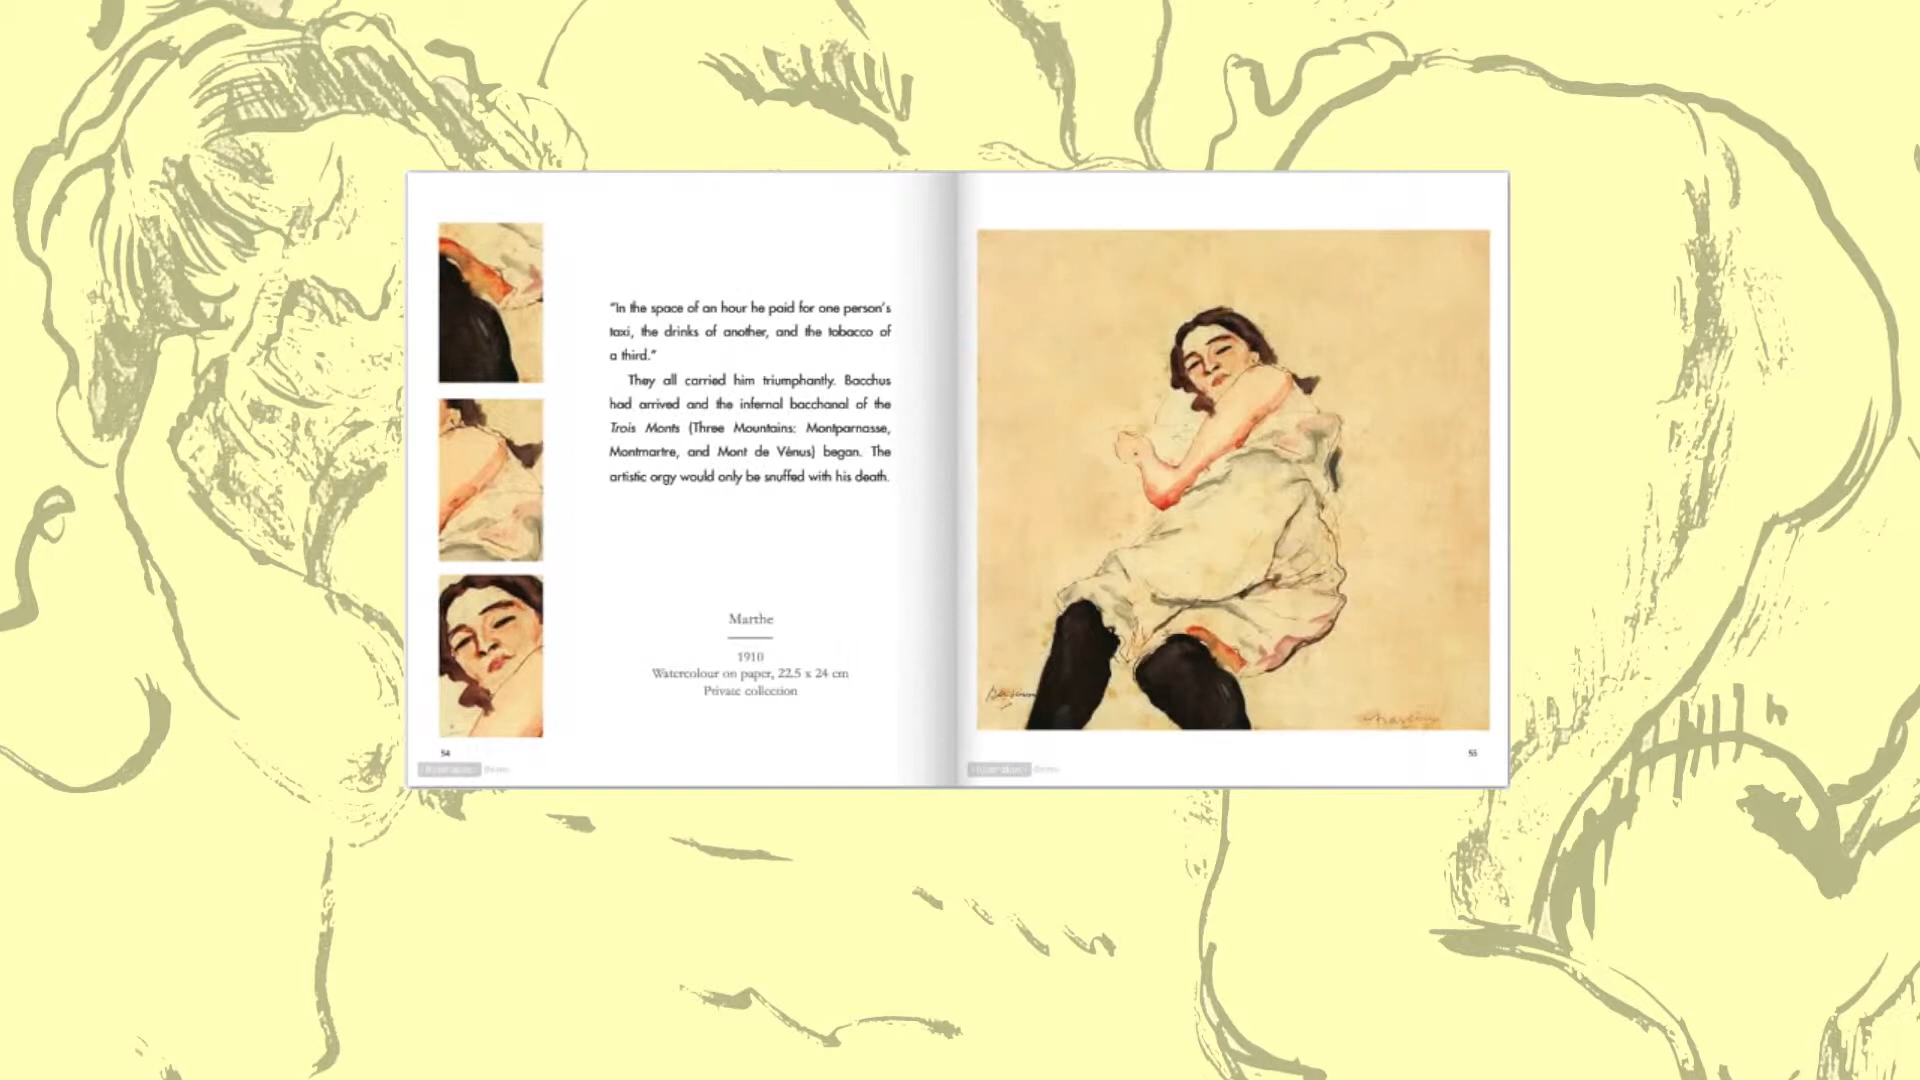 “In the space of an hour he paid for one person’s
taxi, the drinks of another, and the tobacco of
a third.”
They all carried him triumphantly. Bacchus
had arrived and the infernal bacchanal of the
Trois Monts (Three Mountains: Montparnasse,
Montmartre, and Mont de Vénus) began. The
artistic orgy would only be snuffed with his death.
Marthe
1910
Watercolour on paper, 22.5 x 24 cm
Private collection
54
55